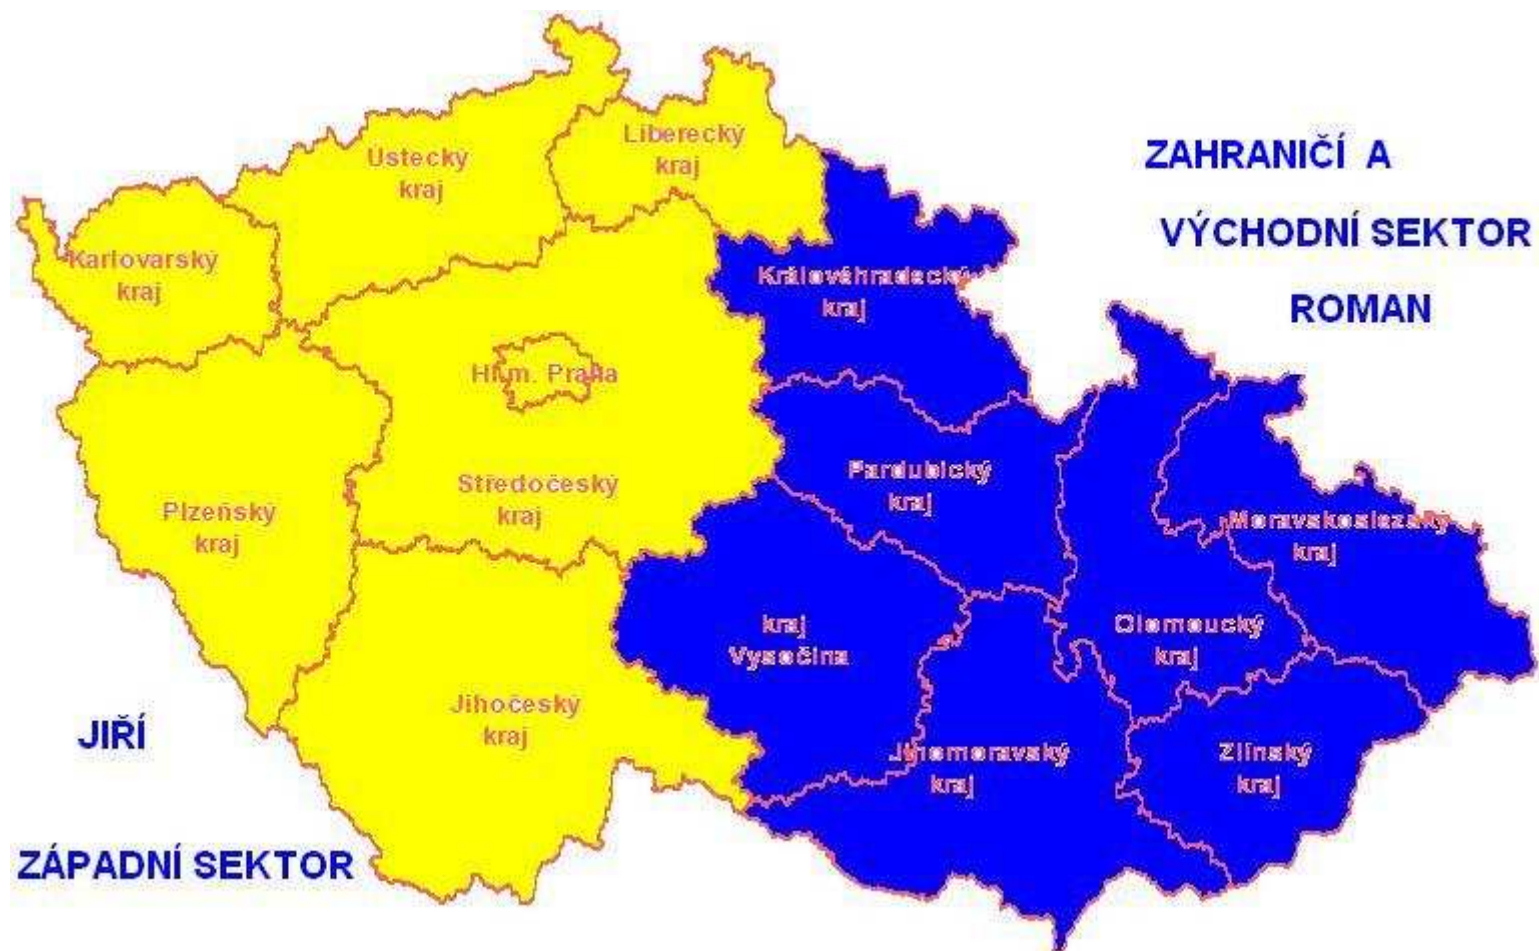 Ústecký
kraj
Liberecký
kraj
ZAHRANIČÍ A
VÝCHODNÍ SEKTOR
ROMAN
Karlovarský
kraj
Královéhradecký
kraj
Hl. m. Praha
Středočeský
kraj
Plzeňský
kraj
Pardubický
kraj
Moravskoslezský
kraj
kraj
Vysočina
Olomoucký
kraj
Jihočeský
kraj
Jihomoravský
kraj
Zlínský
kraj
JIŘÍ
ZÁPADNÍ SEKTOR